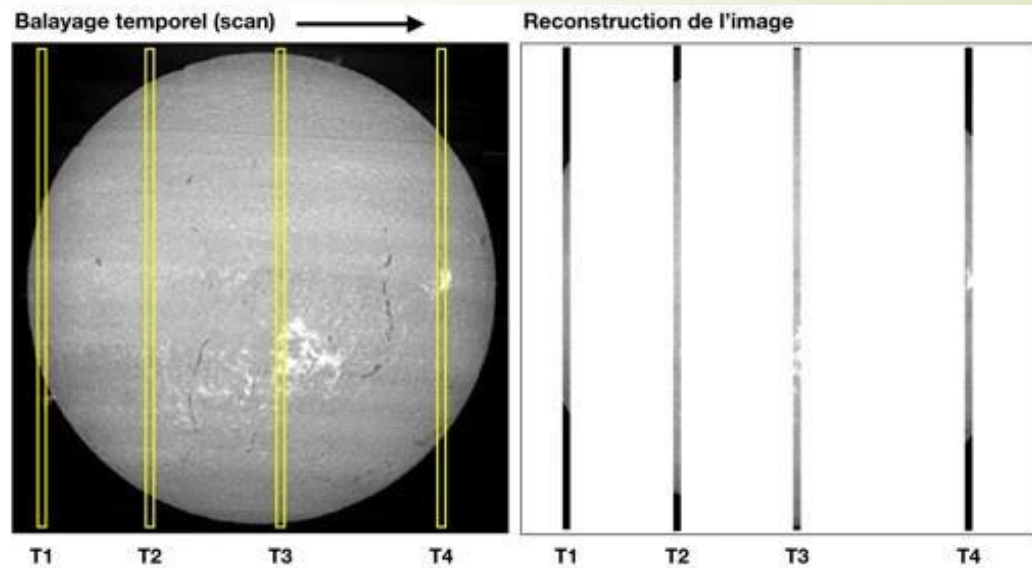 Balayage temporel (scan)
Reconstruction de l'image
T1 T2 T3 T4
T1 T2 T3 T4